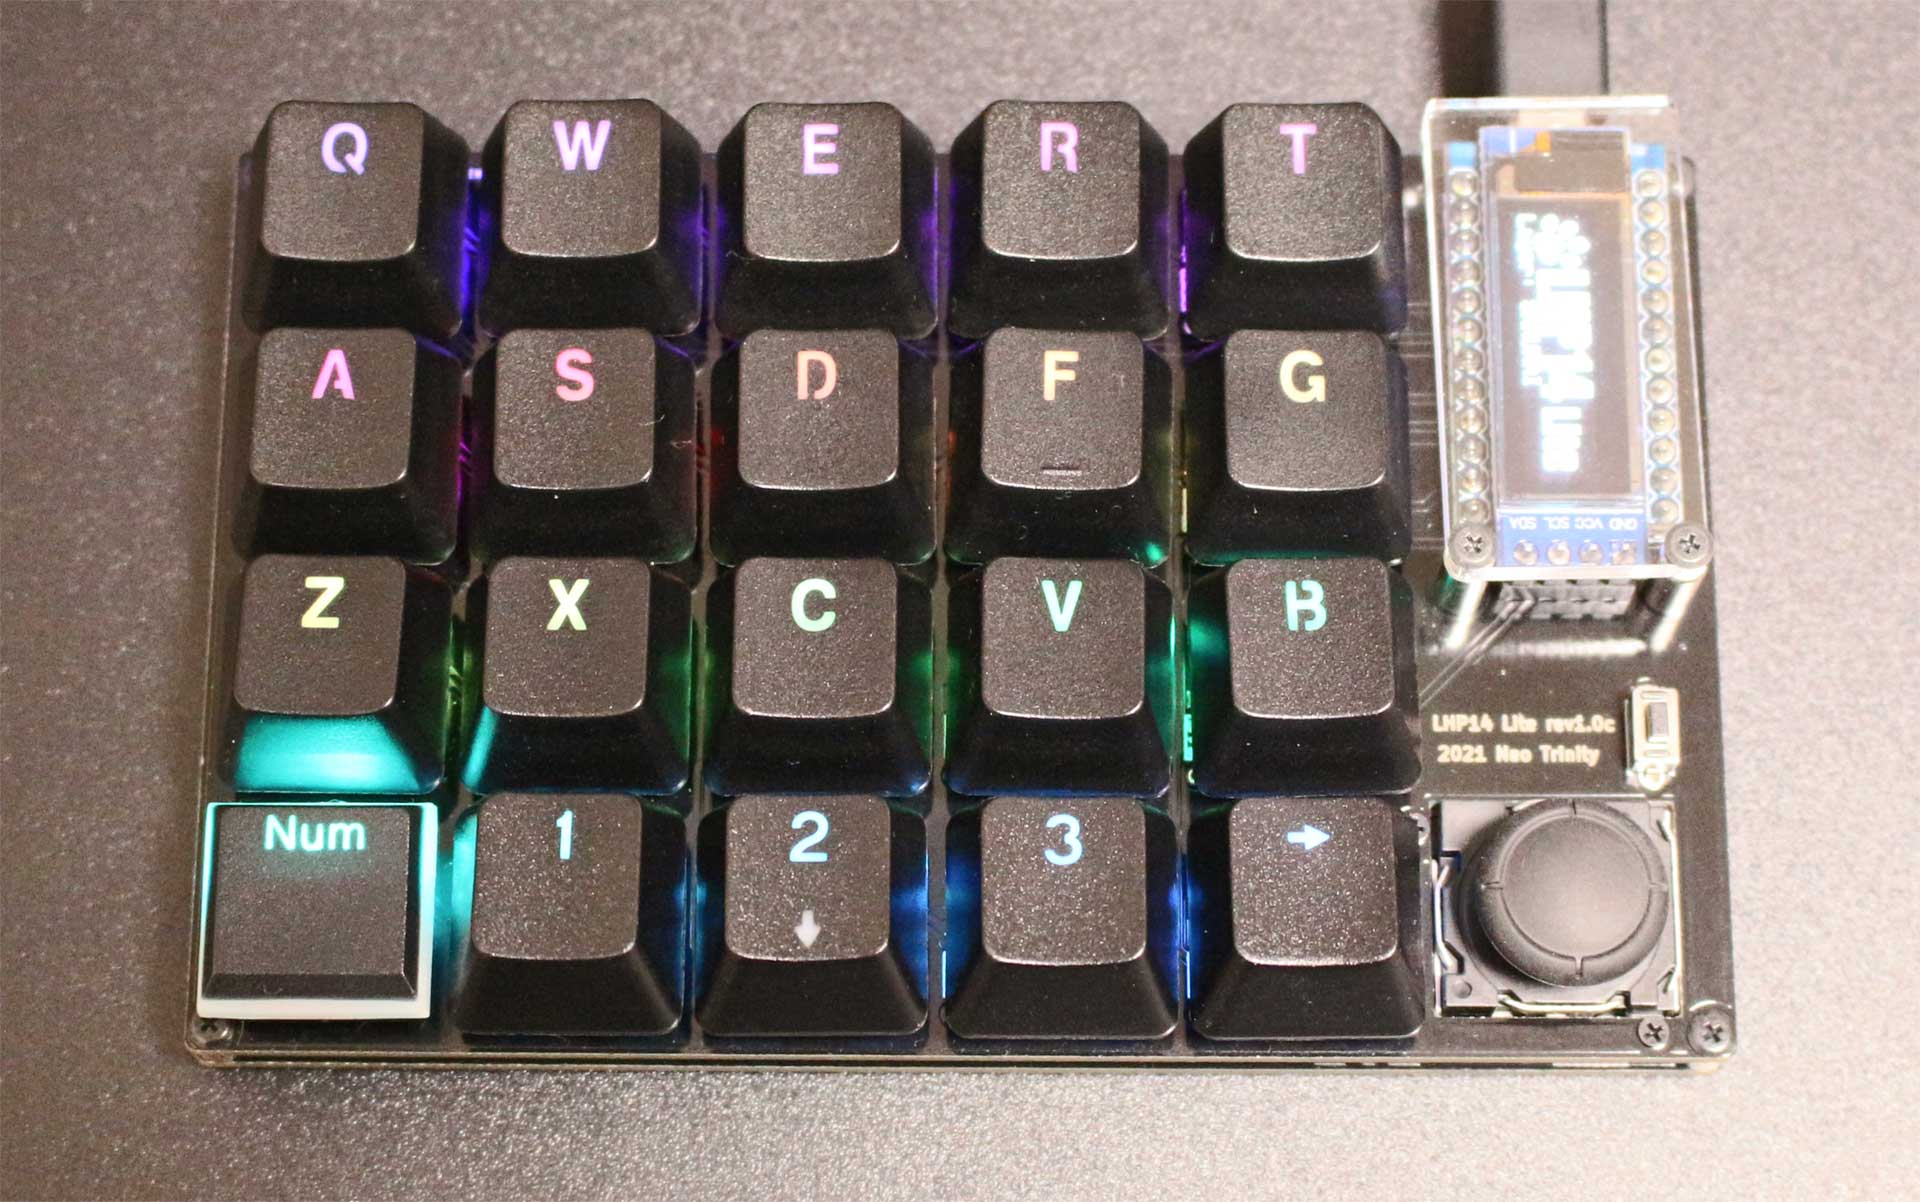 Q W E R T
A S D F G
Z X C V B
Num 1 2 3 →
↓
GND VCC SCL SDA
LHP14 Lite rev1.0c
2021 Neo Trinity